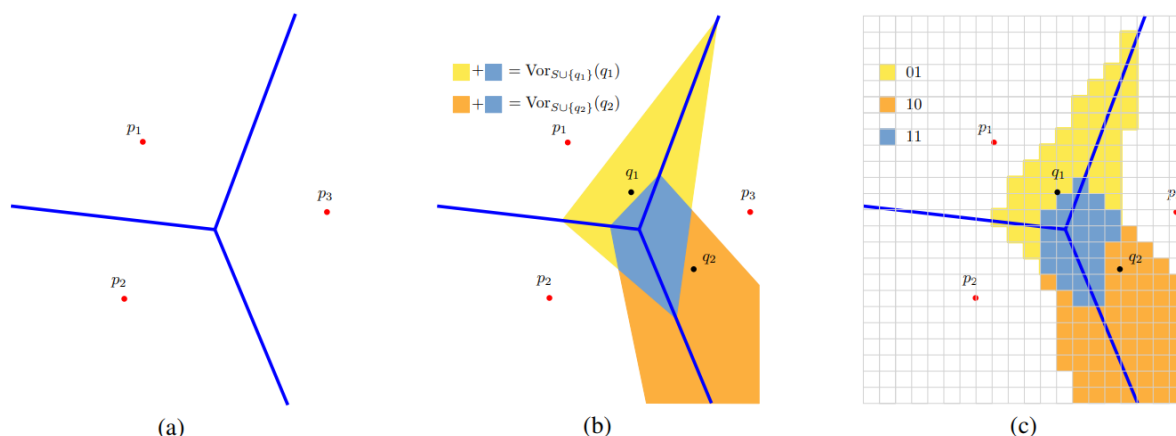 p₁
p₂
p₃
(a)
+ = Vor_{S∪{q₁}}(q₁)
+ = Vor_{S∪{q₂}}(q₂)
p₁
q₁
p₃
p₂
q₂
(b)
01
10
11
p₁
q₁
p
p₂
q₂
(c)